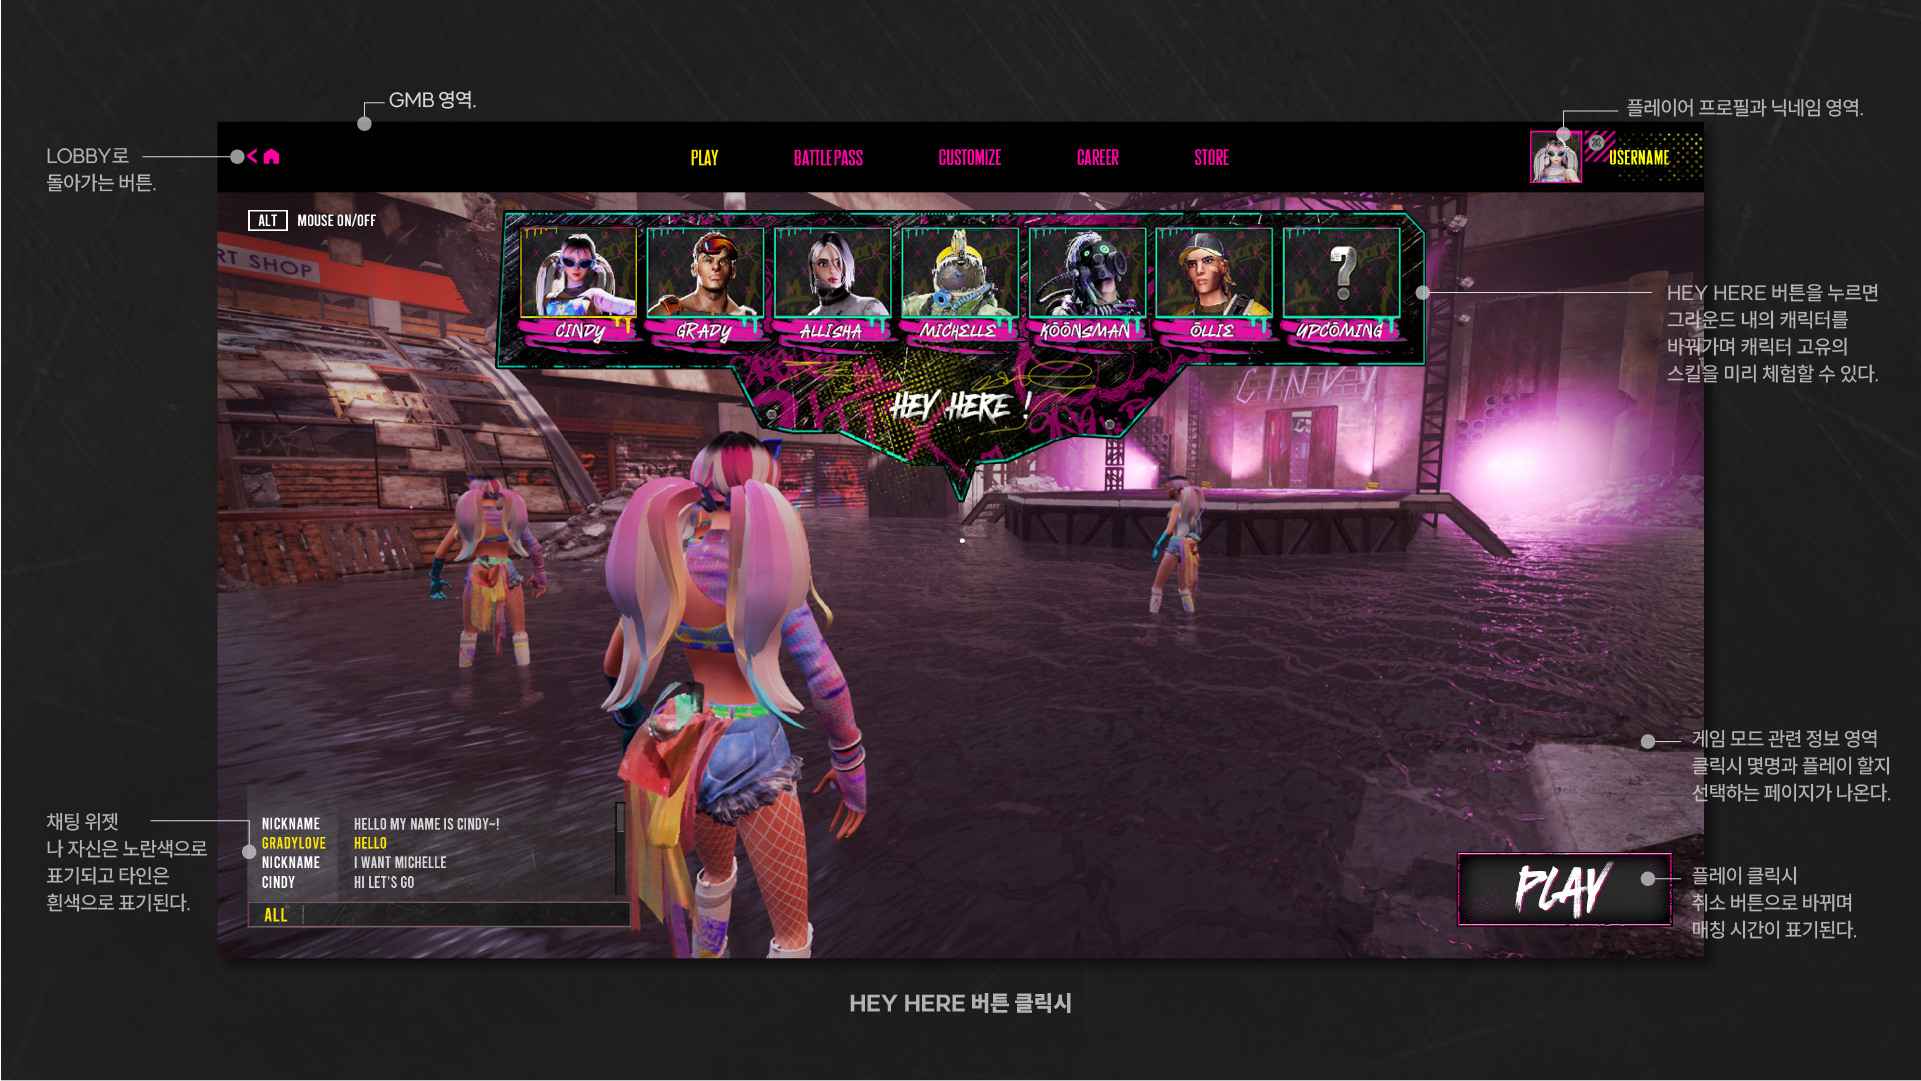 GMB 영역.
플레이어 프로필과 닉네임 영역.
LOBBY로
돌아가는 버튼.
PLAY
BATTLE PASS
CUSTOMIZE
CAREER
STORE
USERNAME
ALT MOUSE ON/OFF
RT SHOP
CINDY
GRADY
ALLISHA
MICHELLE
KOONSMAN
OLLIE
UPCOMING
HEY HERE !
CINDY
HEY HERE 버튼을 누르면
그라운드 내의 캐릭터를
바꿔가며 캐릭터 고유의
스킬을 미리 체험할 수 있다.
게임 모드 관련 정보 영역
클릭시 몇명과 플레이 할지
선택하는 페이지가 나온다.
채팅 위젯
나 자신은 노란색으로
표기되고 타인은
흰색으로 표기된다.
NICKNAME HELLO MY NAME IS CINDY~!
GRADYLOVE HELLO
NICKNAME I WANT MICHELLE
CINDY HI LET'S GO
ALL
PLAY
플레이 클릭시
취소 버튼으로 바뀌며
매칭 시간이 표기된다.
HEY HERE 버튼 클릭시